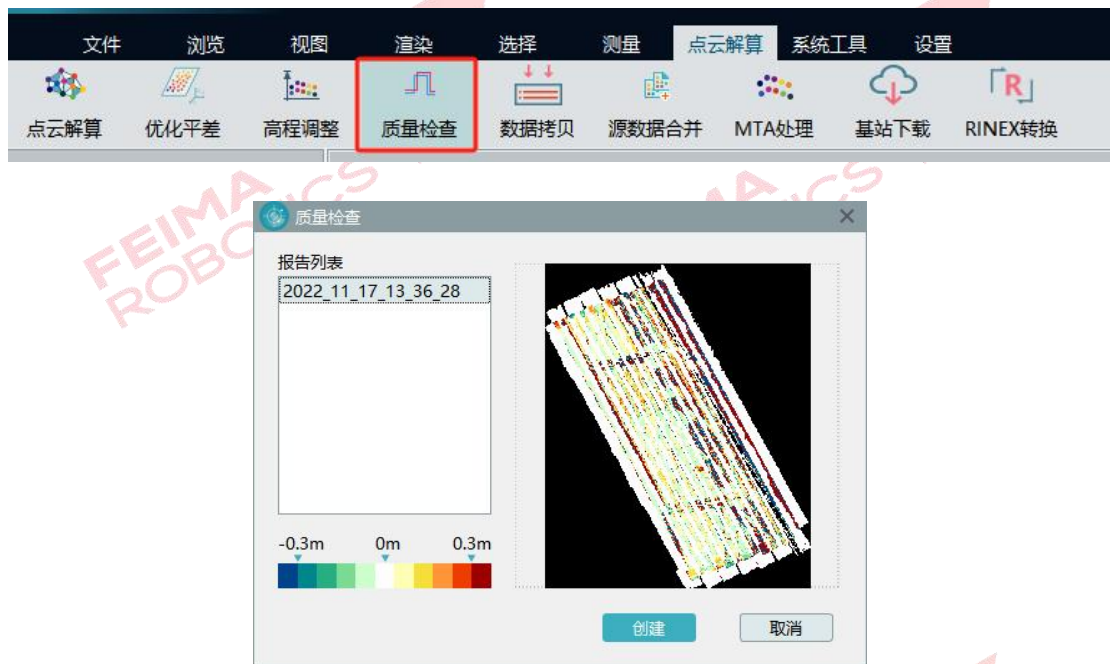 文件 浏览 视图 渲染 选择 测量 点云解算 系统工具 设置
点云解算 优化平差 高程调整 质量检查 数据拷贝 源数据合并 MTA处理 基站下载 RINEX转换
FEIMA ROBOTICS
质量检查
报告列表
2022_11_17_13_36_28
-0.3m 0m 0.3m
创建 取消